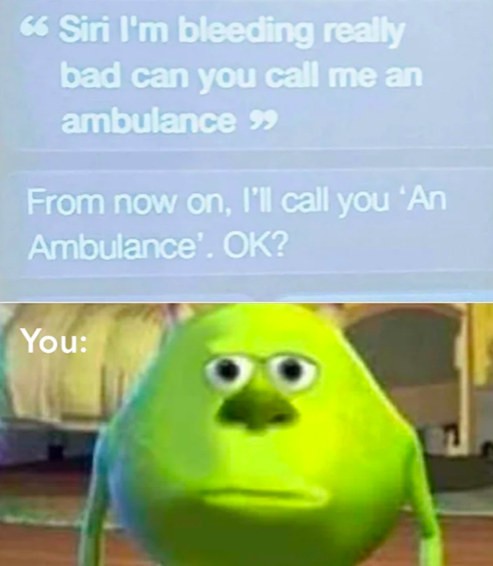 “ Siri I'm bleeding really
bad can you call me an
ambulance ”
From now on, I'll call you ‘An
Ambulance’. OK?
You: